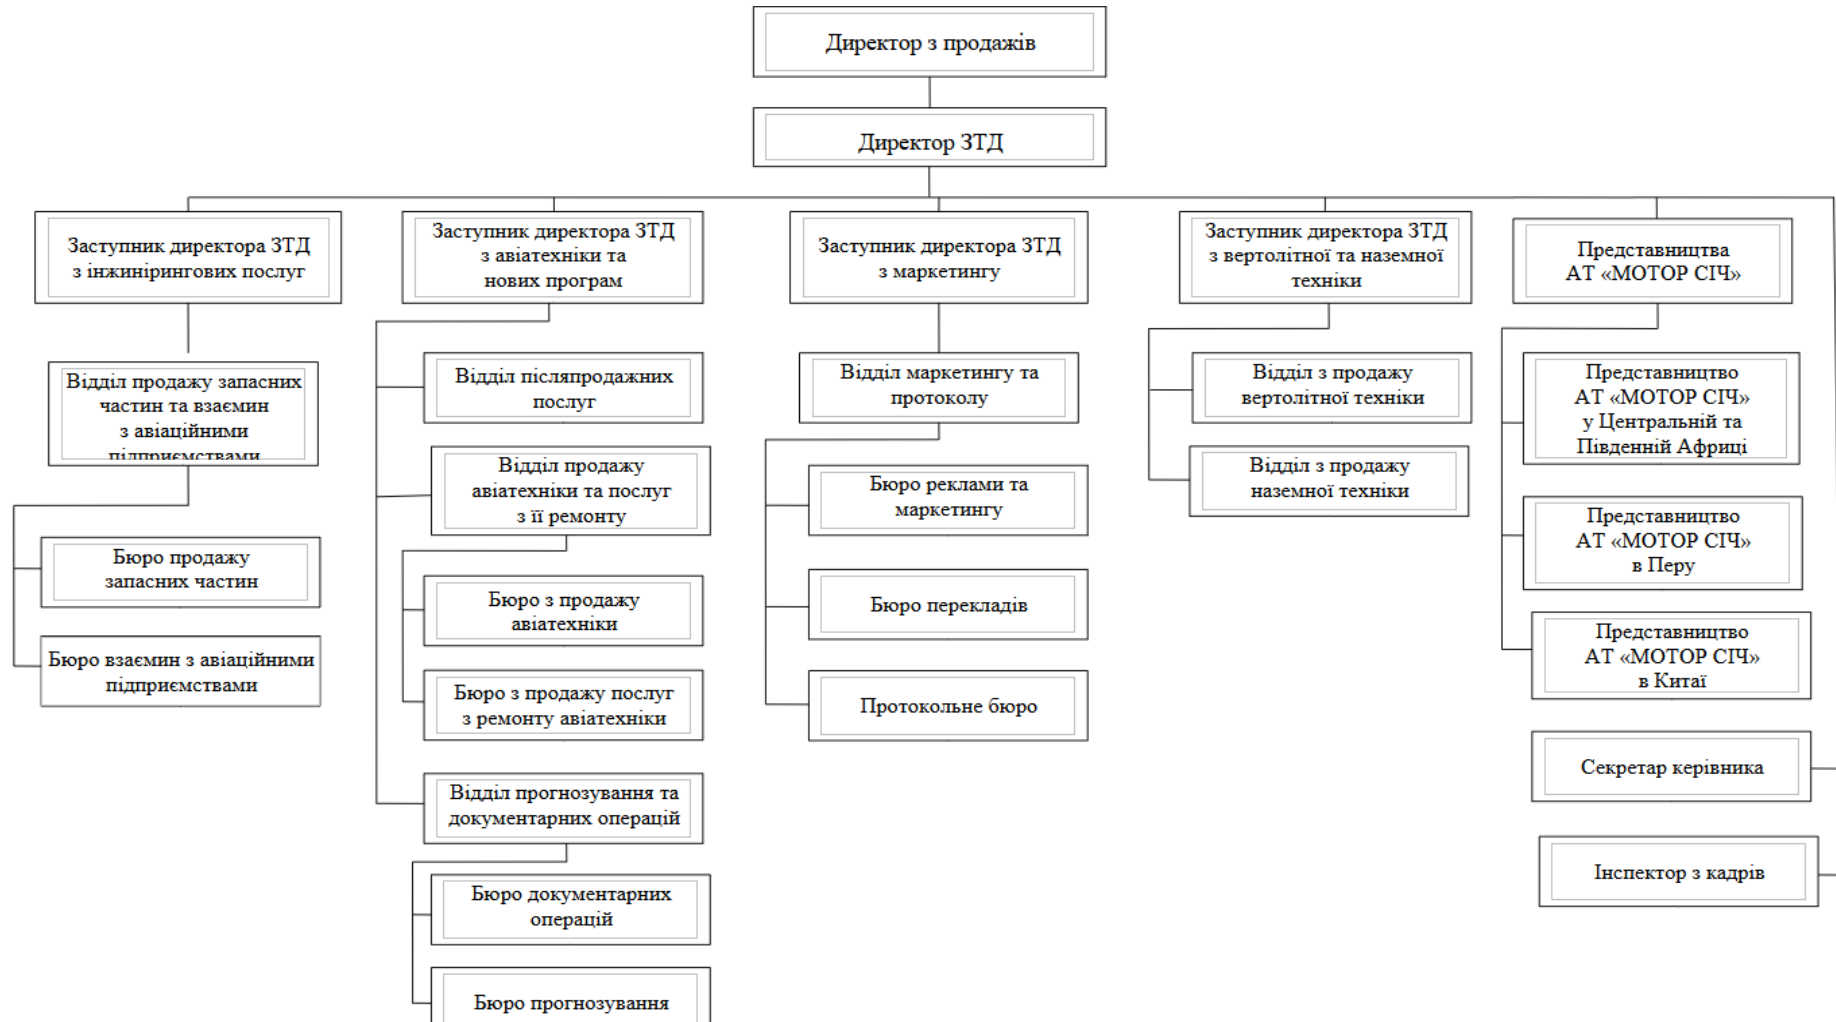 Директор з продажів
Директор ЗТД
Заступник директора ЗТД
з інжинірингових послуг
Заступник директора ЗТД
з авіатехніки та
нових програм
Заступник директора ЗТД
з маркетингу
Заступник директора ЗТД
з вертолітної та наземної
техніки
Представництва
АТ «МОТОР СІЧ»
Відділ продажу запасних
частин та взаємин
з авіаційними
підприємствами
Бюро продажу
запасних частин
Бюро взаємин з авіаційними
підприємствами
Відділ післяпродажних
послуг
Відділ продажу
авіатехніки та послуг
з її ремонту
Бюро з продажу
авіатехніки
Бюро з продажу послуг
з ремонту авіатехніки
Відділ прогнозування та
документарних операцій
Бюро документарних
операцій
Бюро прогнозування
Відділ маркетингу та
протоколу
Бюро реклами та
маркетингу
Бюро перекладів
Протокольне бюро
Відділ з продажу
вертолітної техніки
Відділ з продажу
наземної техніки
Представництво
АТ «МОТОР СІЧ»
у Центральній та
Південній Африці
Представництво
АТ «МОТОР СІЧ»
в Перу
Представництво
АТ «МОТОР СІЧ»
в Китаї
Секретар керівника
Інспектор з кадрів